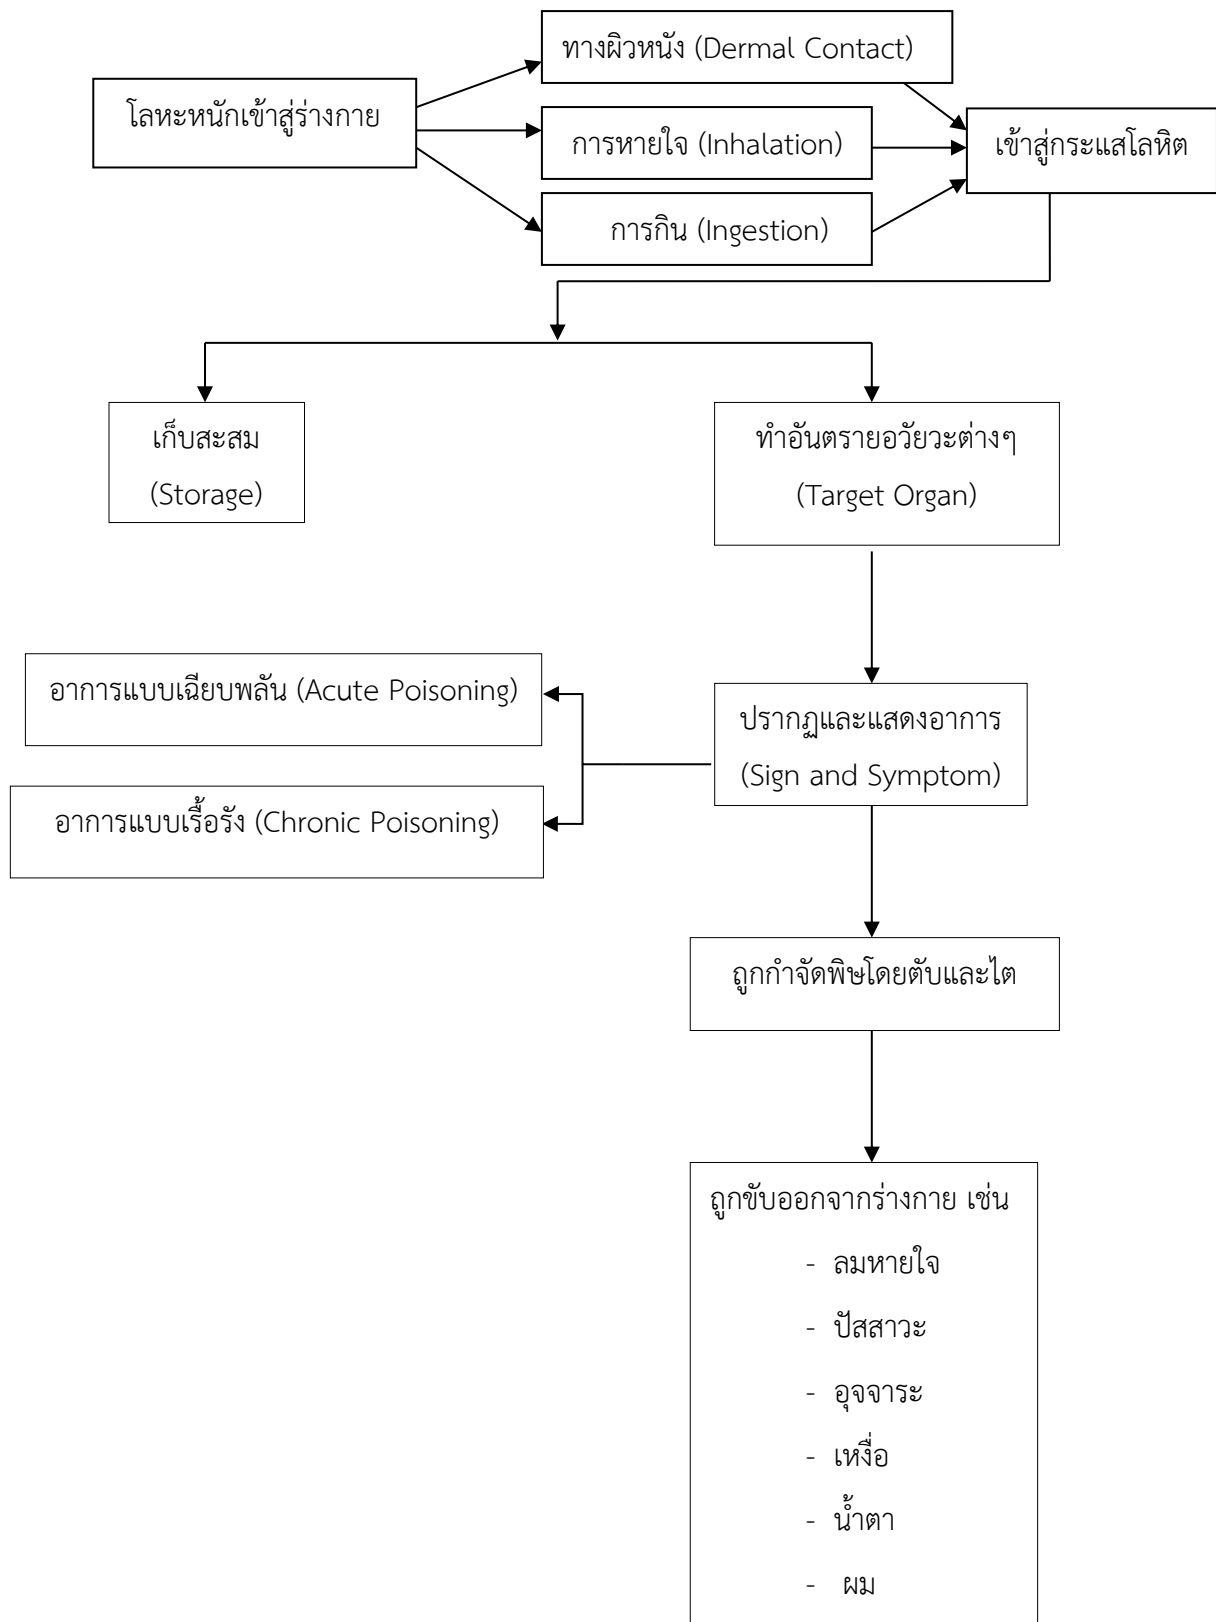 ทางผิวหนัง (Dermal Contact)
โลหะหนักเข้าสู่ร่างกาย
การหายใจ (Inhalation)
เข้าสู่กระแสโลหิต
การกิน (Ingestion)
เก็บสะสม
(Storage)
ทำอันตรายอวัยวะต่างๆ
(Target Organ)
อาการแบบเฉียบพลัน (Acute Poisoning)
ปรากฏและแสดงอาการ
(Sign and Symptom)
อาการแบบเรื้อรัง (Chronic Poisoning)
ถูกกำจัดพิษโดยตับและไต
ถูกขับออกจากร่างกาย เช่น
- ลมหายใจ
- ปัสสาวะ
- อุจจาระ
- เหงื่อ
- น้ำตา
- ผม